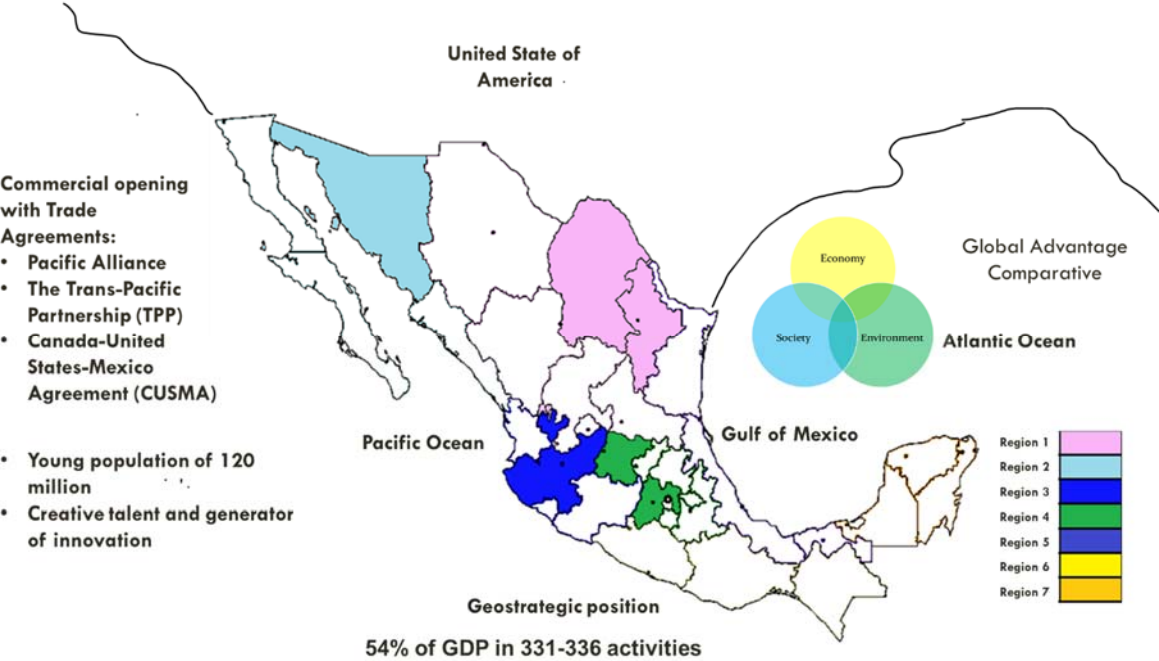 United State of
America
Commercial opening
with Trade
Agreements:
• Pacific Alliance
• The Trans-Pacific
Partnership (TPP)
• Canada-United
States-Mexico
Agreement (CUSMA)
• Young population of 120
million
• Creative talent and generator
of innovation
Pacific Ocean
Gulf of Mexico
Economy
Society
Environment
Global Advantage
Comparative
Atlantic Ocean
Region 1
Region 2
Region 3
Region 4
Region 5
Region 6
Region 7
Geostrategic position
54% of GDP in 331-336 activities